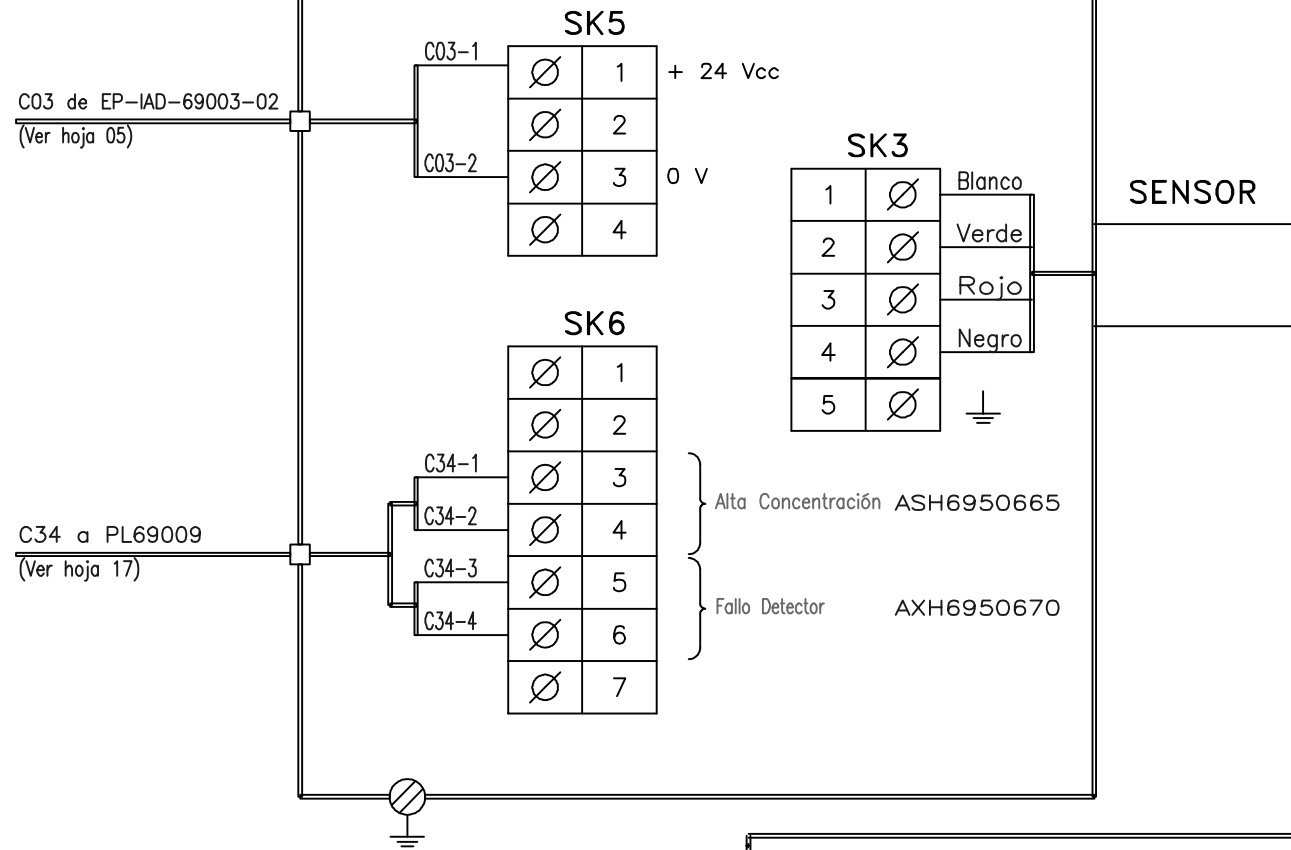 SK5
C03-1
1
+ 24 Vcc
C03 de EP-IAD-69003-02
(Ver hoja 05)
2
C03-2
3
0 V
4
SK3
1
Blanco
2
Verde
3
Rojo
4
Negro
5
SENSOR
SK6
1
2
C34-1
3
C34-2
4
Alta Concentración ASH6950665
C34 a PL69009
(Ver hoja 17)
C34-3
5
C34-4
6
Fallo Detector AXH6950670
7